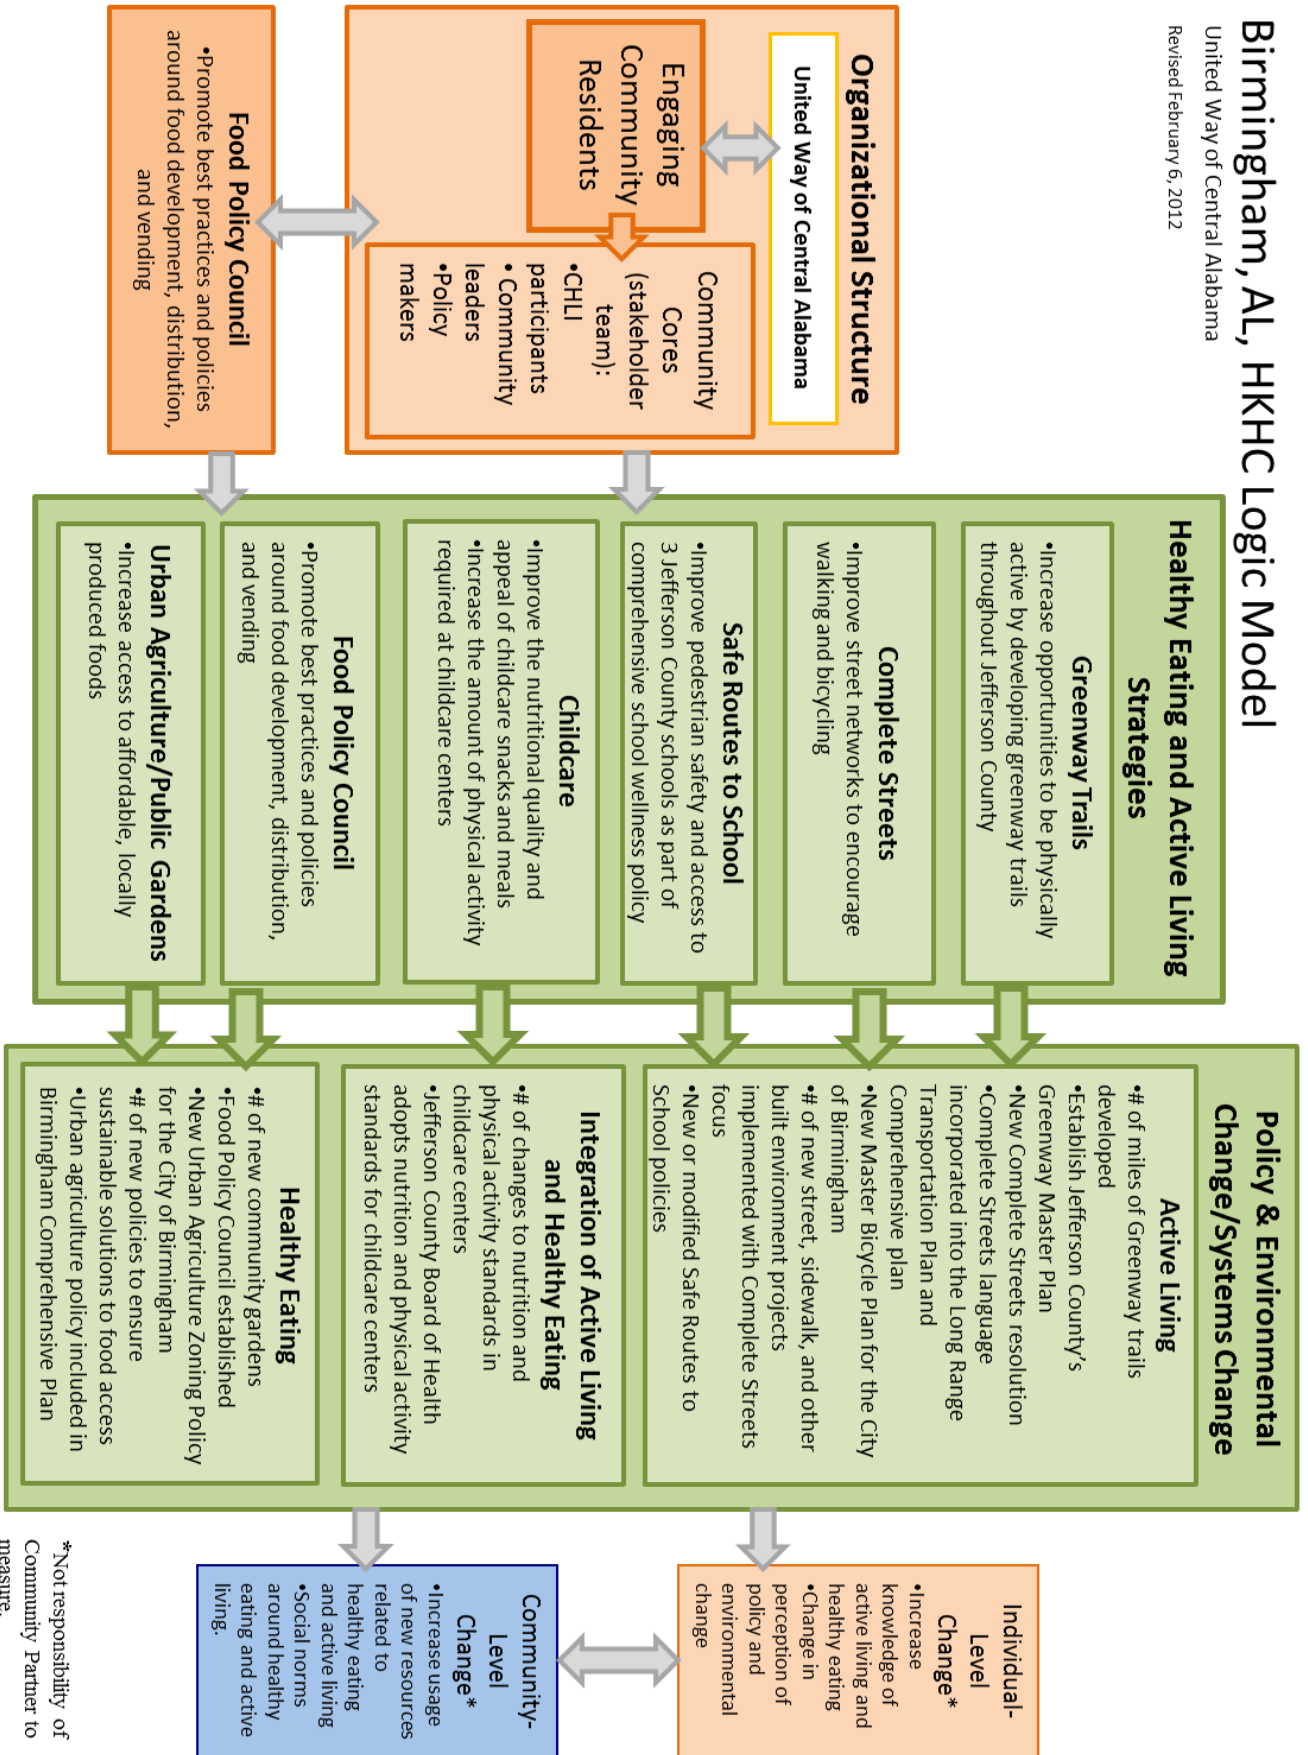 Birmingham, AL, HKHC Logic Model
United Way of Central Alabama
Revised February 6, 2012
Organizational Structure
United Way of Central Alabama
Engaging
Community
Residents
Community
Cores
(stakeholder
team):
•CHLI
participants
• Community
leaders
•Policy
makers
Food Policy Council
•Promote best practices and policies
around food development, distribution,
and vending
Healthy Eating and Active Living
Strategies
Greenway Trails
•Increase opportunities to be physically
active by developing greenway trails
throughout Jefferson County
Complete Streets
•Improve street networks to encourage
walking and bicycling
Safe Routes to School
•Improve pedestrian safety and access to
3 Jefferson County schools as part of
comprehensive school wellness policy
Childcare
•Improve the nutritional quality and
appeal of childcare snacks and meals
•Increase the amount of physical activity
required at childcare centers
Food Policy Council
•Promote best practices and policies
around food development, distribution,
and vending
Urban Agriculture/Public Gardens
•Increase access to affordable, locally
produced foods
Policy & Environmental
Change/Systems Change
Active Living
•# of miles of Greenway trails
developed
•Establish Jefferson County's
Greenway Master Plan
•New Complete Streets resolution
•Complete Streets language
incorporated into the Long Range
Transportation Plan and
Comprehensive plan
•New Master Bicycle Plan for the City
of Birmingham
•# of new street, sidewalk, and other
built environment projects
implemented with Complete Streets
focus
•New or modified Safe Routes to
School policies
Integration of Active Living
and Healthy Eating
•# of changes to nutrition and
physical activity standards in
childcare centers
•Jefferson County Board of Health
adopts nutrition and physical activity
standards for childcare centers
Healthy Eating
•# of new community gardens
•Food Policy Council established
•New Urban Agriculture Zoning Policy
for the City of Birmingham
•# of new policies to ensure
sustainable solutions to food access
•Urban agriculture policy included in
Birmingham Comprehensive Plan
Individual-
Level
Change*
•Increase
knowledge of
active living and
healthy eating
•Change in
perception of
policy and
environmental
change
Community-
Level
Change*
•Increase usage
of new resources
related to
healthy eating
and active living
•Social norms
around healthy
eating and active
living.
*Not responsibility of
Community Partner to
measure.